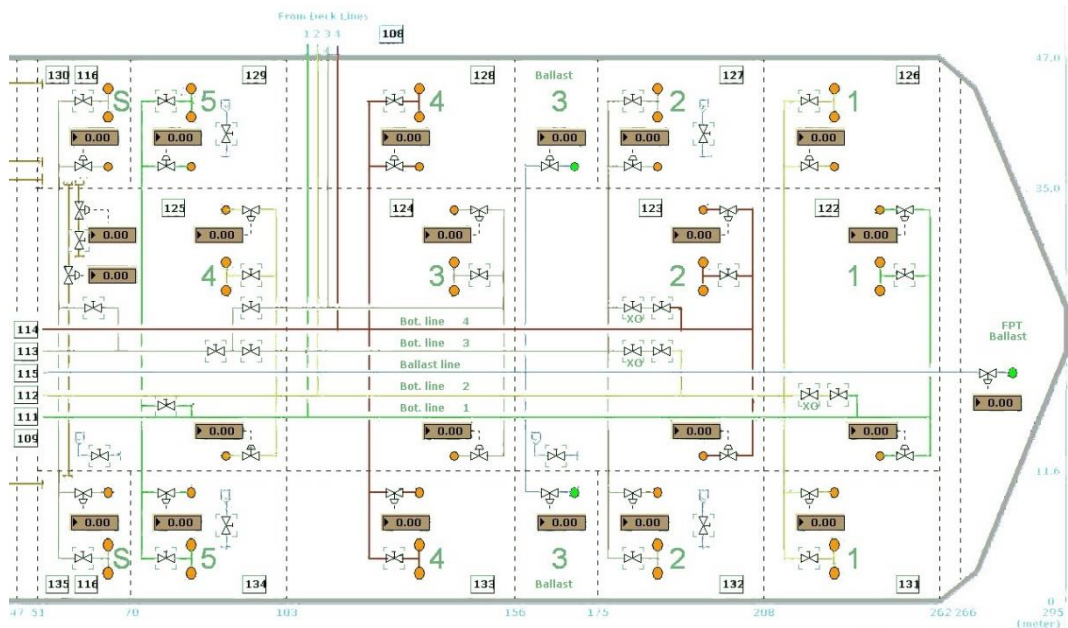 From Deck Lines
1 2 3 4
108
130 116 129 128 Ballast 127 126 47.0
S 5 4 3 2 1
0.00 0.00 0.00 0.00 0.00 0.00
35.0
125 124 123 122
0.00 0.00 0.00 0.00 0.00
0.00 4 3 2 1
XO
114 Bot. line 4
FPT
Ballast
113 Bot. line 3
XO
115 Ballast line
112 Bot. line 2
0.00
XO
111 Bot. line 1
109 0.00 0.00 0.00 0.00
11.6
0.00 0.00 0.00 0.00 0.00 0.00
S 5 4 3 2 1
135 116 134 133 Ballast 132 131 0
47 51 70 103 156 175 208 262 266 295
(meter)